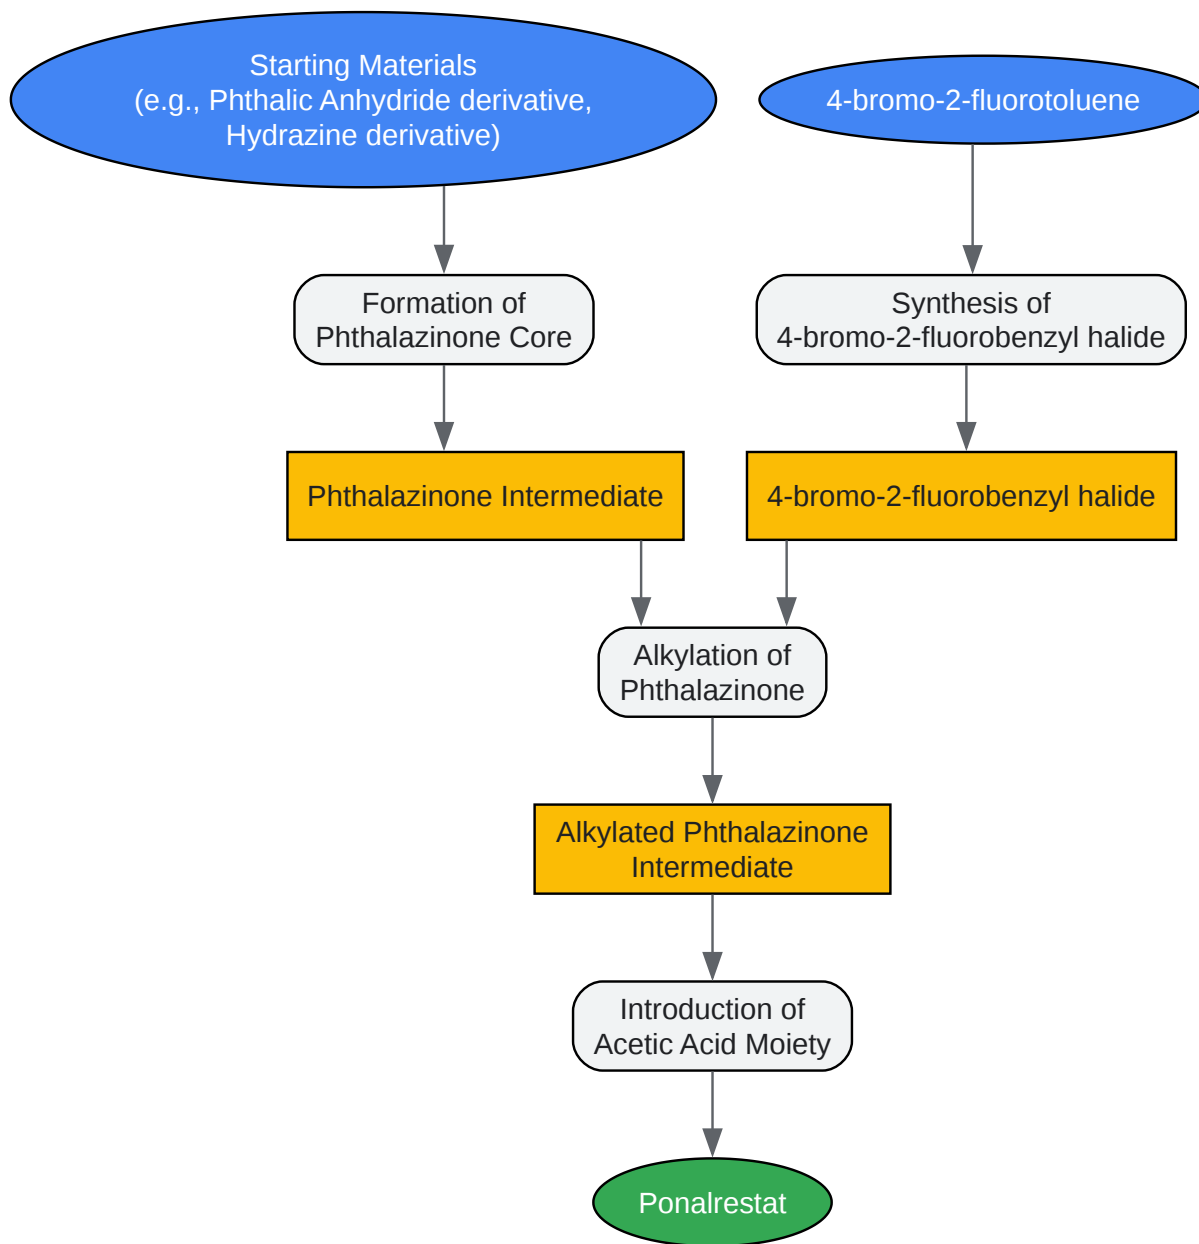 Starting Materials
(e.g., Phthalic Anhydride derivative,
Hydrazine derivative)
4-bromo-2-fluorotoluene
Formation of
Phthalazinone Core
Synthesis of
4-bromo-2-fluorobenzyl halide
Phthalazinone Intermediate
4-bromo-2-fluorobenzyl halide
Alkylation of
Phthalazinone
Alkylated Phthalazinone
Intermediate
Introduction of
Acetic Acid Moiety
Ponalrestat